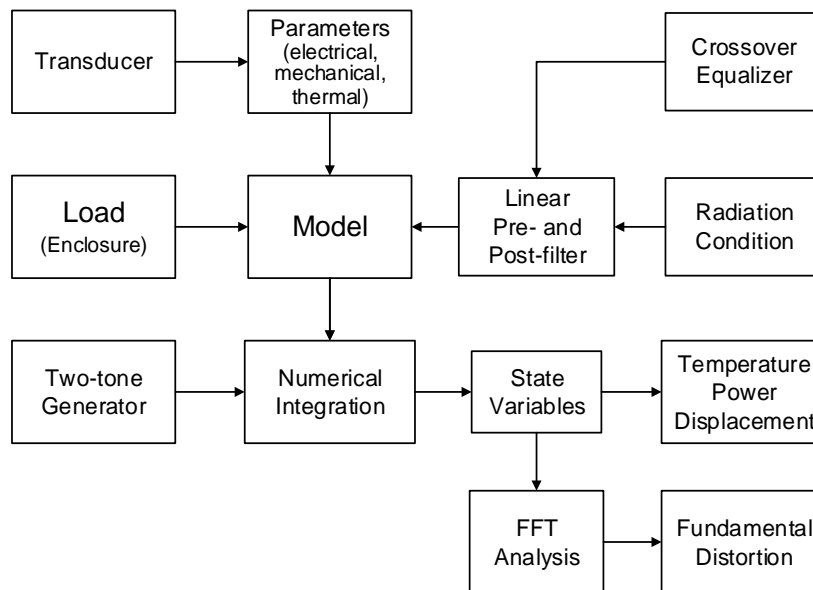 Transducer
Parameters
(electrical,
mechanical,
thermal)
Crossover
Equalizer
Load
(Enclosure)
Model
Linear
Pre- and
Post-filter
Radiation
Condition
Two-tone
Generator
Numerical
Integration
State
Variables
Temperature
Power
Displacement
FFT
Analysis
Fundamental
Distortion